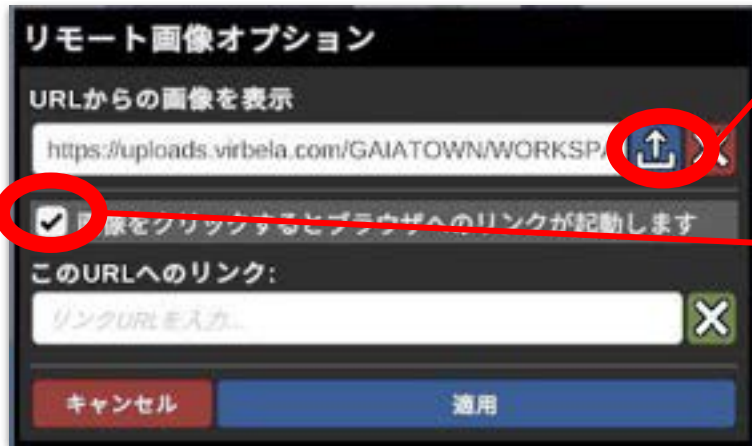 リモート画像オプション
URLからの画像を表示
https://uploads.virbela.com/GAIATOWN/WORKSPA
画像をクリックするとブラウザへのリンクが起動します
このURLへのリンク:
リンクURLを入力...
キャンセル
適用